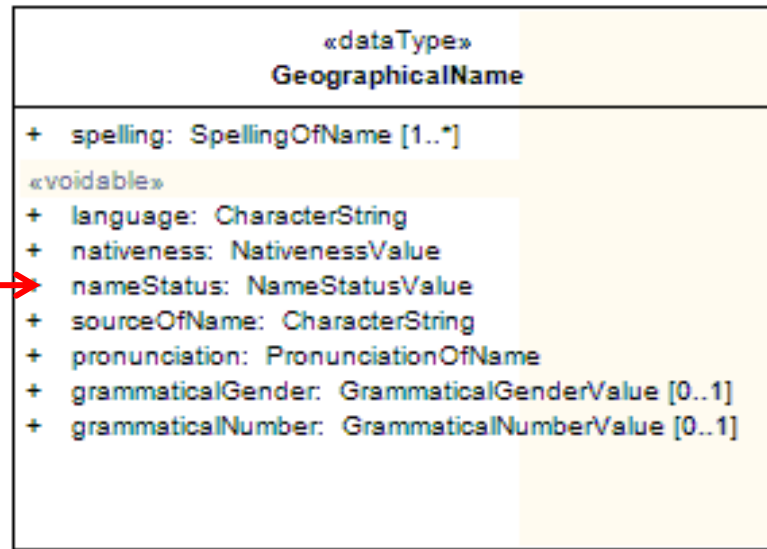 «dataType»
GeographicalName
+ spelling: SpellingOfName [1..*]
«voidable»
+ language: CharacterString
+ nativeness: NativenessValue
+ nameStatus: NameStatusValue
+ sourceOfName: CharacterString
+ pronunciation: PronunciationOfName
+ grammaticalGender: GrammaticalGenderValue [0..1]
+ grammaticalNumber: GrammaticalNumberValue [0..1]